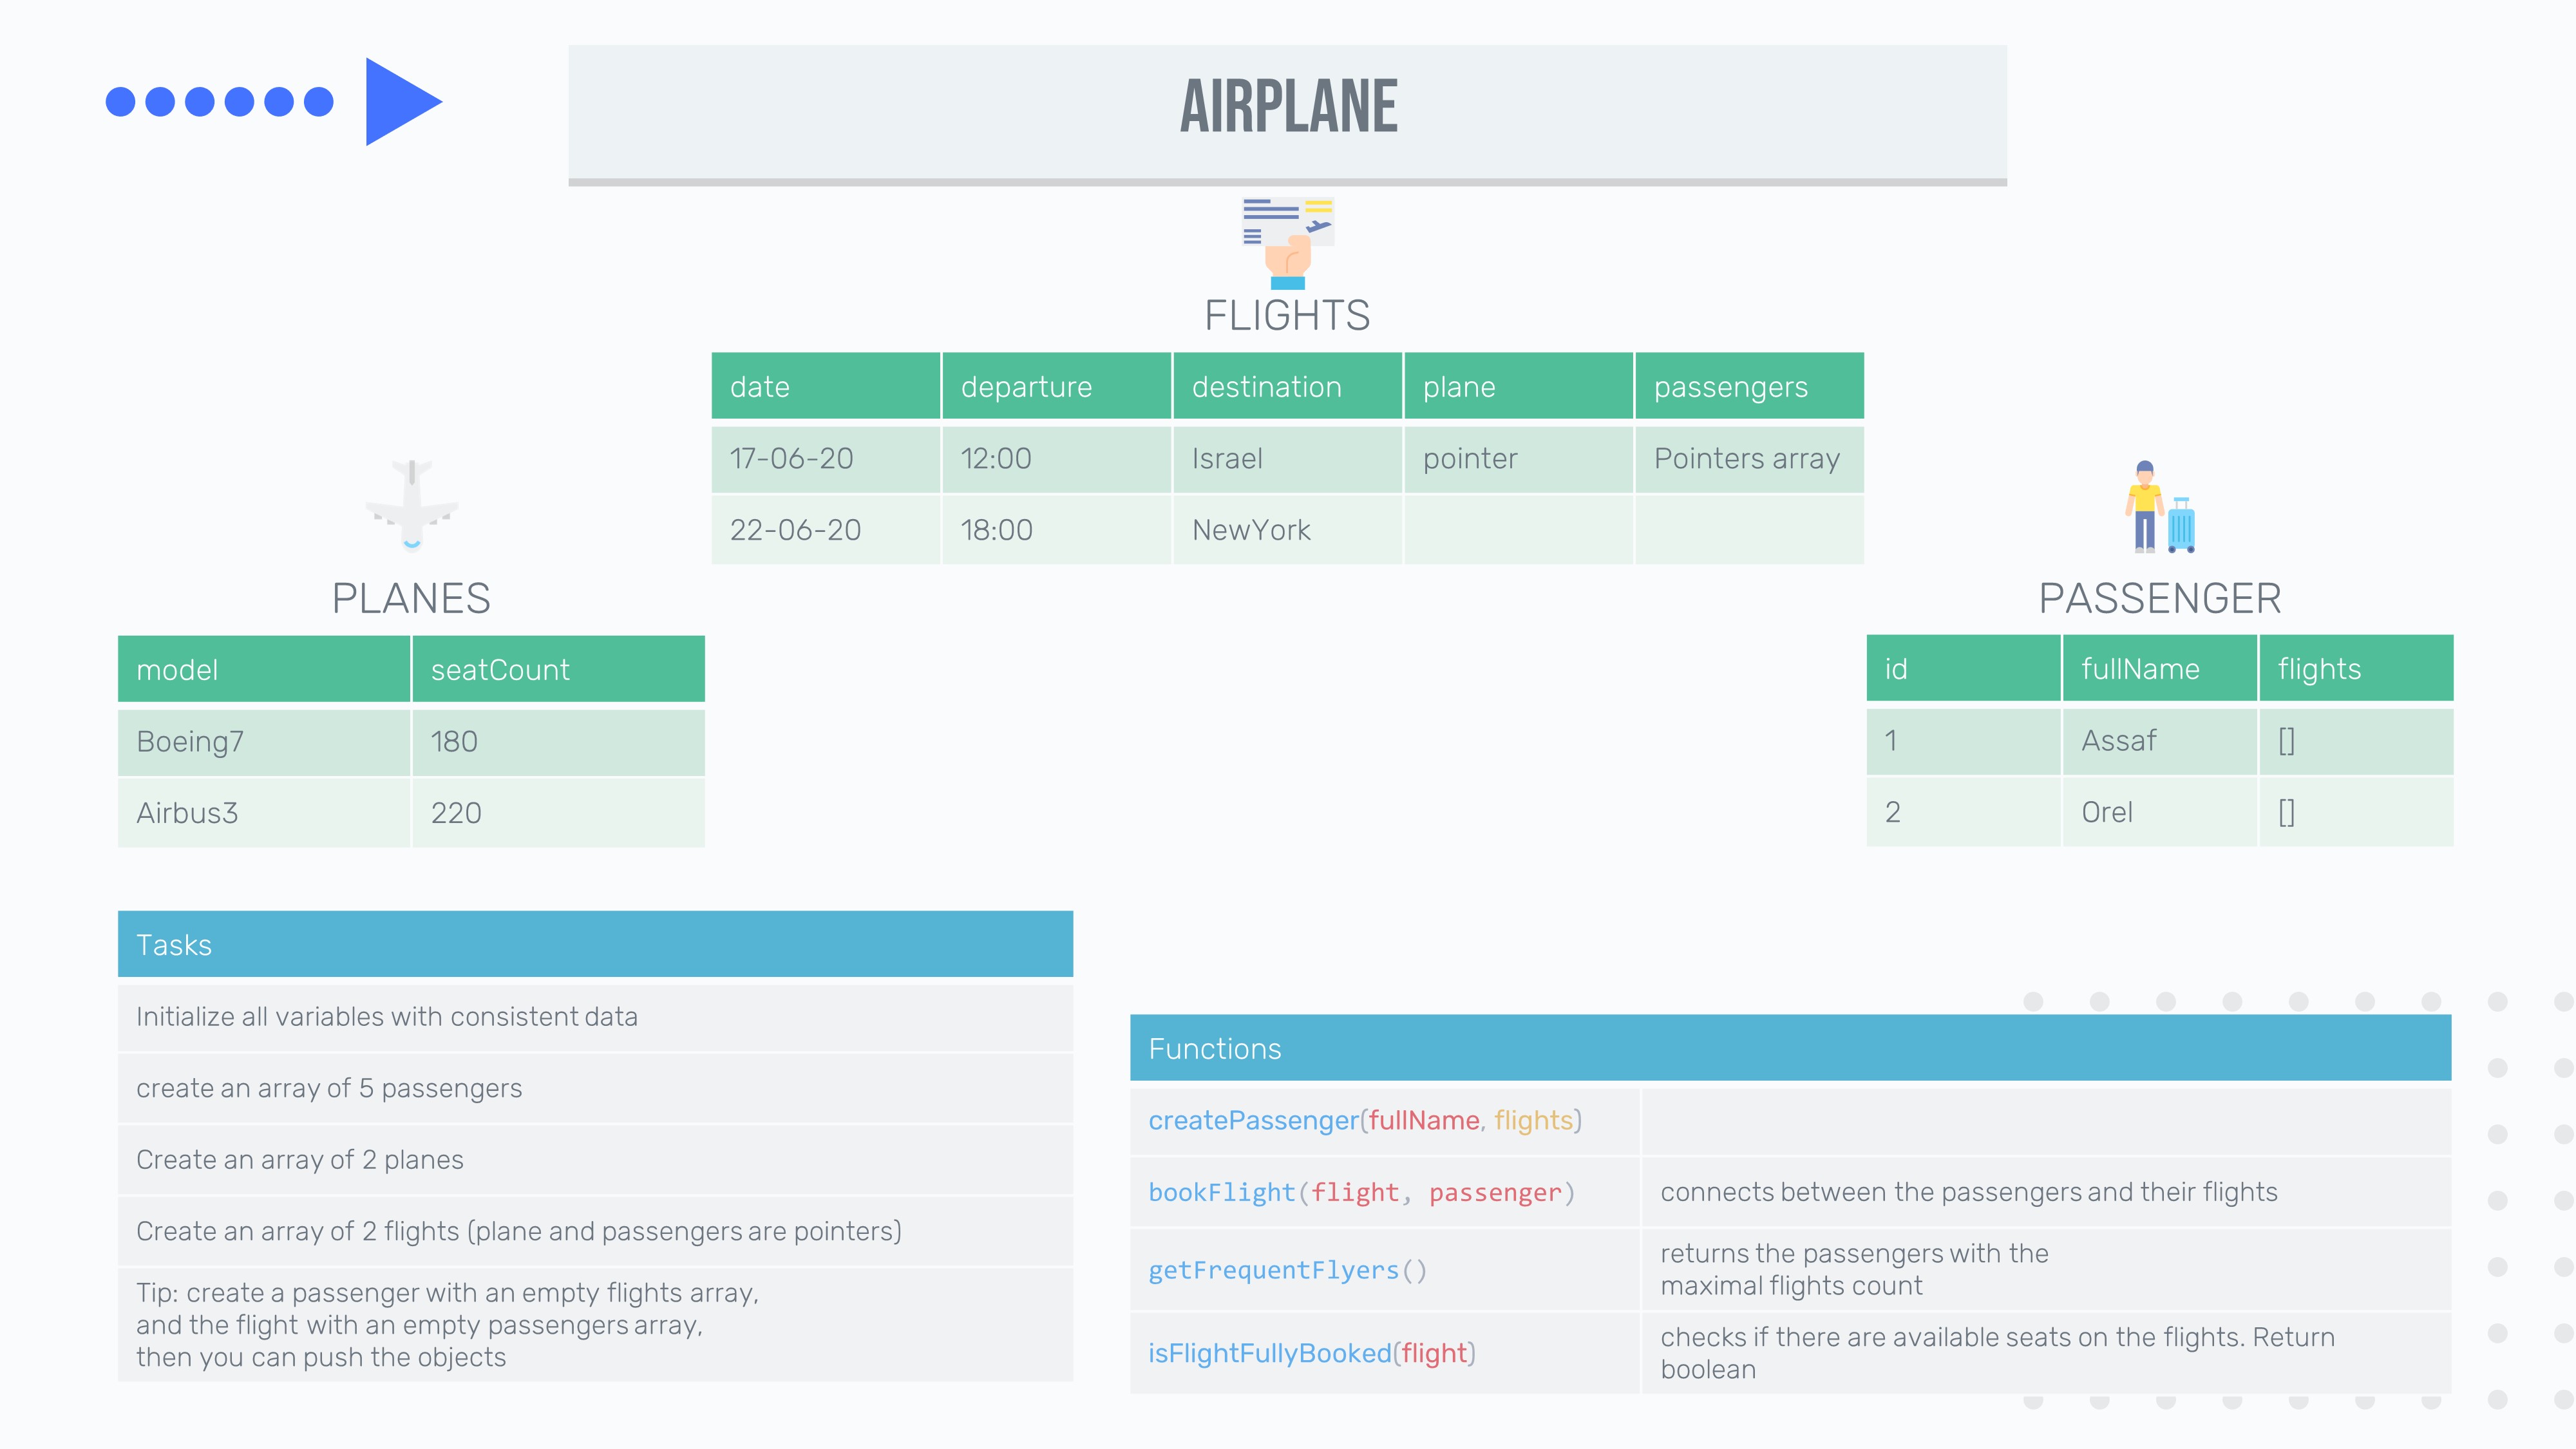 AIRPLANE
FLIGHTS
date departure destination plane passengers
17-06-20 12:00 Israel pointer Pointers array
22-06-20 18:00 NewYork
PLANES
model seatCount
Boeing7 180
Airbus3 220
PASSENGER
id fullName flights
1 Assaf []
2 Orel []
Tasks
Initialize all variables with consistent data
create an array of 5 passengers
Create an array of 2 planes
Create an array of 2 flights (plane and passengers are pointers)
Tip: create a passenger with an empty flights array,
and the flight with an empty passengers array,
then you can push the objects
Functions
createPassenger(fullName, flights)
bookFlight(flight, passenger) connects between the passengers and their flights
getFrequentFlyers() returns the passengers with the
maximal flights count
isFlightFullyBooked(flight) checks if there are available seats on the flights. Return
boolean